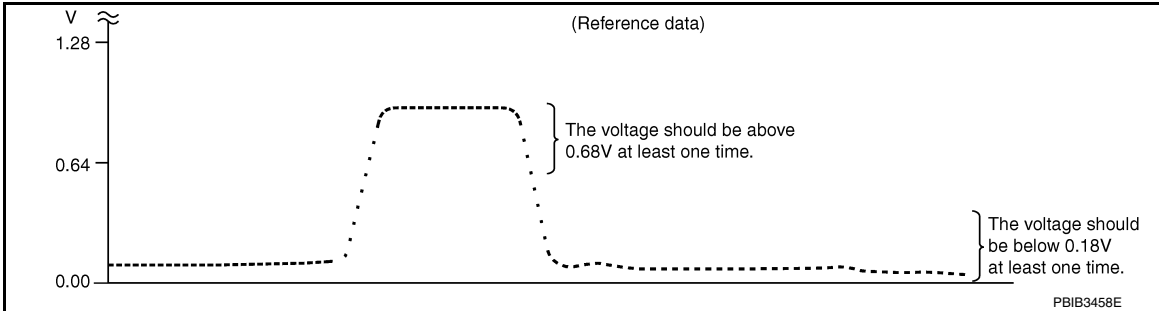 V
(Reference data)
1.28
The voltage should be above
0.68V at least one time.
0.64
The voltage should
be below 0.18V
at least one time.
0.00
PBIB3458E